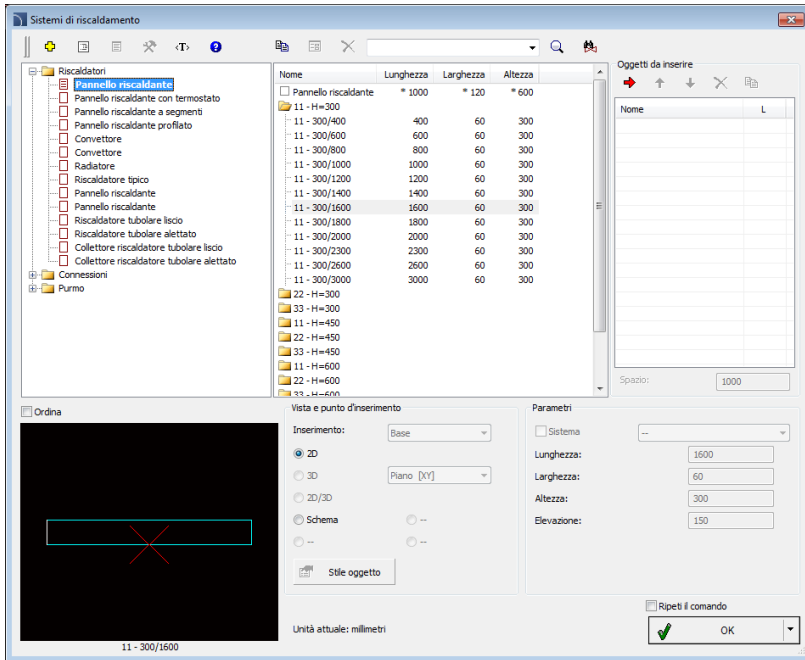 Sistemi di riscaldamento
<T>
Riscaldatori
Pannello riscaldante
Pannello riscaldante con termostato
Pannello riscaldante a segmenti
Pannello riscaldante profilato
Convettore
Convettore
Radiatore
Riscaldatore tipico
Pannello riscaldante
Pannello riscaldante
Riscaldatore tubolare liscio
Riscaldatore tubolare alettato
Collettore riscaldatore tubolare liscio
Collettore riscaldatore tubolare alettato
Connessioni
Purmo
Nome Lunghezza Larghezza Altezza
Pannello riscaldante * 1000 * 120 * 600
11 - H=300
11 - 300/400 400 60 300
11 - 300/600 600 60 300
11 - 300/800 800 60 300
11 - 300/1000 1000 60 300
11 - 300/1200 1200 60 300
11 - 300/1400 1400 60 300
11 - 300/1600 1600 60 300
11 - 300/1800 1800 60 300
11 - 300/2000 2000 60 300
11 - 300/2300 2300 60 300
11 - 300/2600 2600 60 300
11 - 300/3000 3000 60 300
22 - H=300
33 - H=300
11 - H=450
22 - H=450
33 - H=450
11 - H=600
22 - H=600
33 - H=600
Oggetti da inserire
Nome L
Spazio: 1000
Ordina
11 - 300/1600
Vista e punto d'inserimento
Inserimento: Base
2D
3D Piano [XY]
2D/3D
Schema --
-- --
Stile oggetto
Unità attuale: milimetri
Parametri
Sistema --
Lunghezza: 1600
Larghezza: 60
Altezza: 300
Elevazione: 150
Ripeti il comando
OK